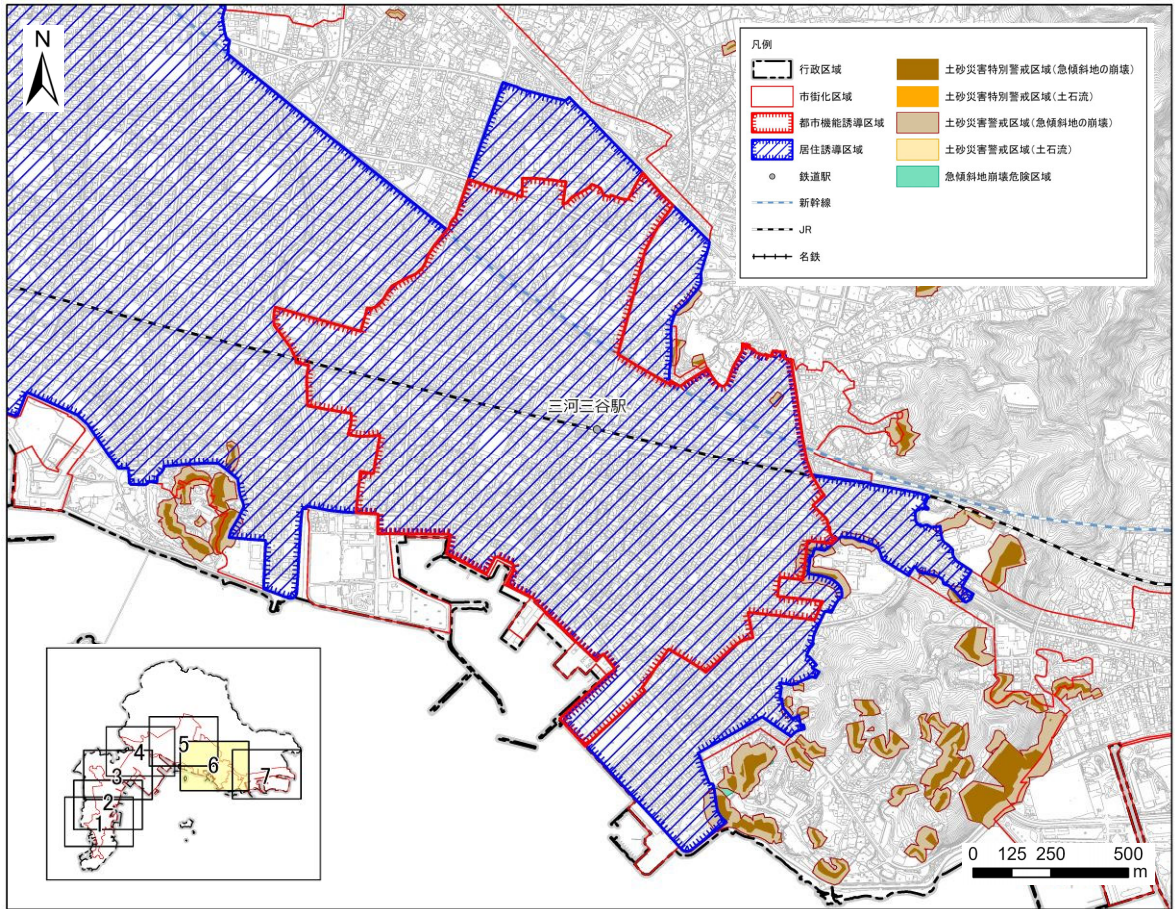 N
凡例
行政区域
市街化区域
都市機能誘導区域
居住誘導区域
鉄道駅
新幹線
JR
名鉄
土砂災害特別警戒区域(急傾斜地の崩壊)
土砂災害特別警戒区域(土石流)
土砂災害警戒区域(急傾斜地の崩壊)
土砂災害警戒区域(土石流)
急傾斜地崩壊危険区域
三河三谷駅
5
4
6
3
7
2
1
0 125 250 500
m